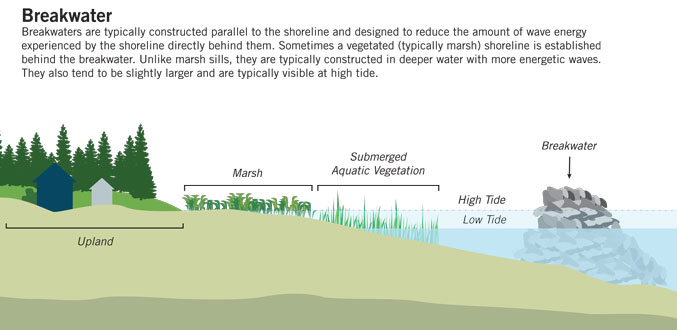 Breakwater
Breakwaters are typically constructed parallel to the shoreline and designed to reduce the amount of wave energy
experienced by the shoreline directly behind them. Sometimes a vegetated (typically marsh) shoreline is established
behind the breakwater. Unlike marsh sills, they are typically constructed in deeper water with more energetic waves.
They also tend to be slightly larger and are typically visible at high tide.
Submerged
Aquatic Vegetation
Breakwater
Marsh
High Tide
Low Tide
Upland